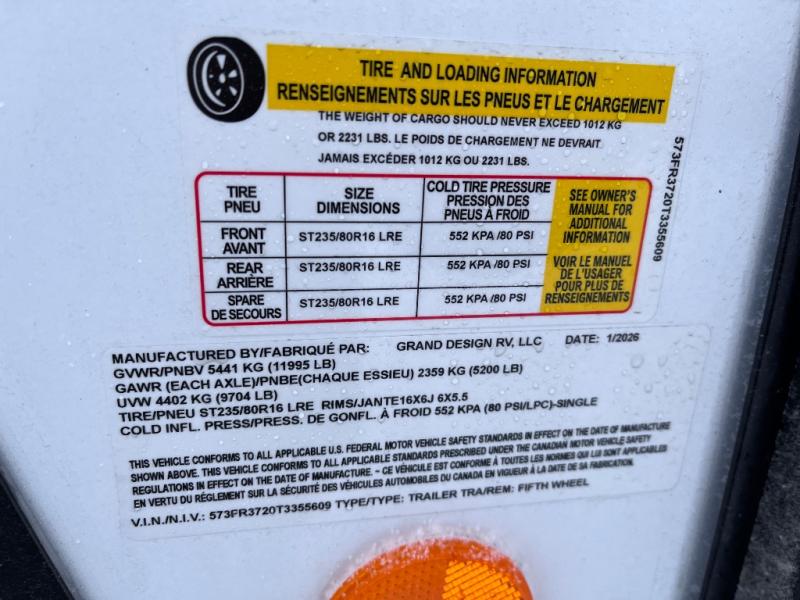 TIRE AND LOADING INFORMATION
RENSEIGNEMENTS SUR LES PNEUS ET LE CHARGEMENT
THE WEIGHT OF CARGO SHOULD NEVER EXCEED 1012 KG
OR 2231 LBS. LE POIDS DE CHARGEMENT NE DEVRAIT
JAMAIS EXCÉDER 1012 KG OU 2231 LBS.
TIRE
PNEU
SIZE
DIMENSIONS
COLD TIRE PRESSURE
PRESSION DES
PNEUS À FROID
FRONT
AVANT
ST235/80R16 LRE
552 KPA /80 PSI
REAR
ARRIÈRE
ST235/80R16 LRE
552 KPA /80 PSI
SPARE
DE SECOURS
ST235/80R16 LRE
552 KPA /80 PSI
SEE OWNER'S
MANUAL FOR
ADDITIONAL
INFORMATION
VOIR LE MANUEL
DE L'USAGER
POUR PLUS DE
RENSEIGNEMENTS
573FR3720T3355609
MANUFACTURED BY/FABRIQUÉ PAR: GRAND DESIGN RV, LLC DATE: 1/2026
GVWR/PNBV 5441 KG (11995 LB)
GAWR (EACH AXLE)/PNBE(CHAQUE ESSIEU) 2359 KG (5200 LB)
UVW 4402 KG (9704 LB)
TIRE/PNEU ST235/80R16 LRE RIMS/JANTE16X6J 6X5.5
COLD INFL. PRESS/PRESS. DE GONFL. À FROID 552 KPA (80 PSI/LPC)-SINGLE
THIS VEHICLE CONFORMS TO ALL APPLICABLE U.S. FEDERAL MOTOR VEHICLE SAFETY STANDARDS IN EFFECT ON THE DATE OF MANUFACTURE
SHOWN ABOVE. THIS VEHICLE CONFORMS TO ALL APPLICABLE STANDARDS PRESCRIBED UNDER THE CANADIAN MOTOR VEHICLE SAFETY
REGULATIONS IN EFFECT ON THE DATE OF MANUFACTURE. – CE VÉHICULE EST CONFORME À TOUTES LES NORMES QUI LUI SONT APPLICABLES
EN VERTU DU RÉGLEMENT SUR LA SÉCURITÉ DES VÉHICULES AUTOMOBILES DU CANADA EN VIGUEUR À LA DATE DE SA FABRICATION.
V.I.N./N.I.V.: 573FR3720T3355609 TYPE/TYPE: TRAILER TRA/REM: FIFTH WHEEL